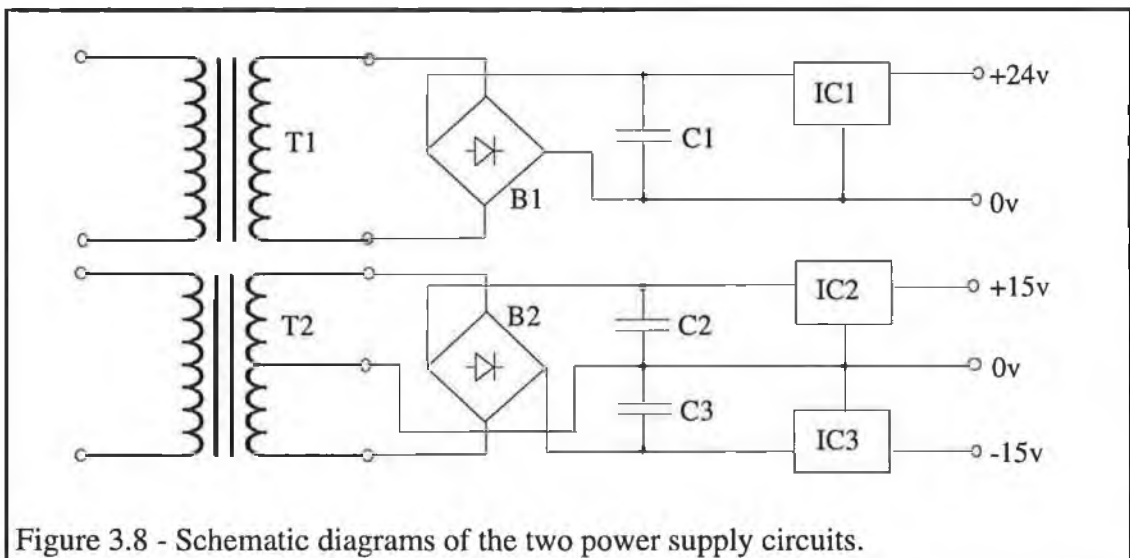 T1
B1
C1
IC1
+24v
0v
T2
B2
C2
C3
IC2
IC3
+15v
0v
-15v
Figure 3.8 - Schematic diagrams of the two power supply circuits.